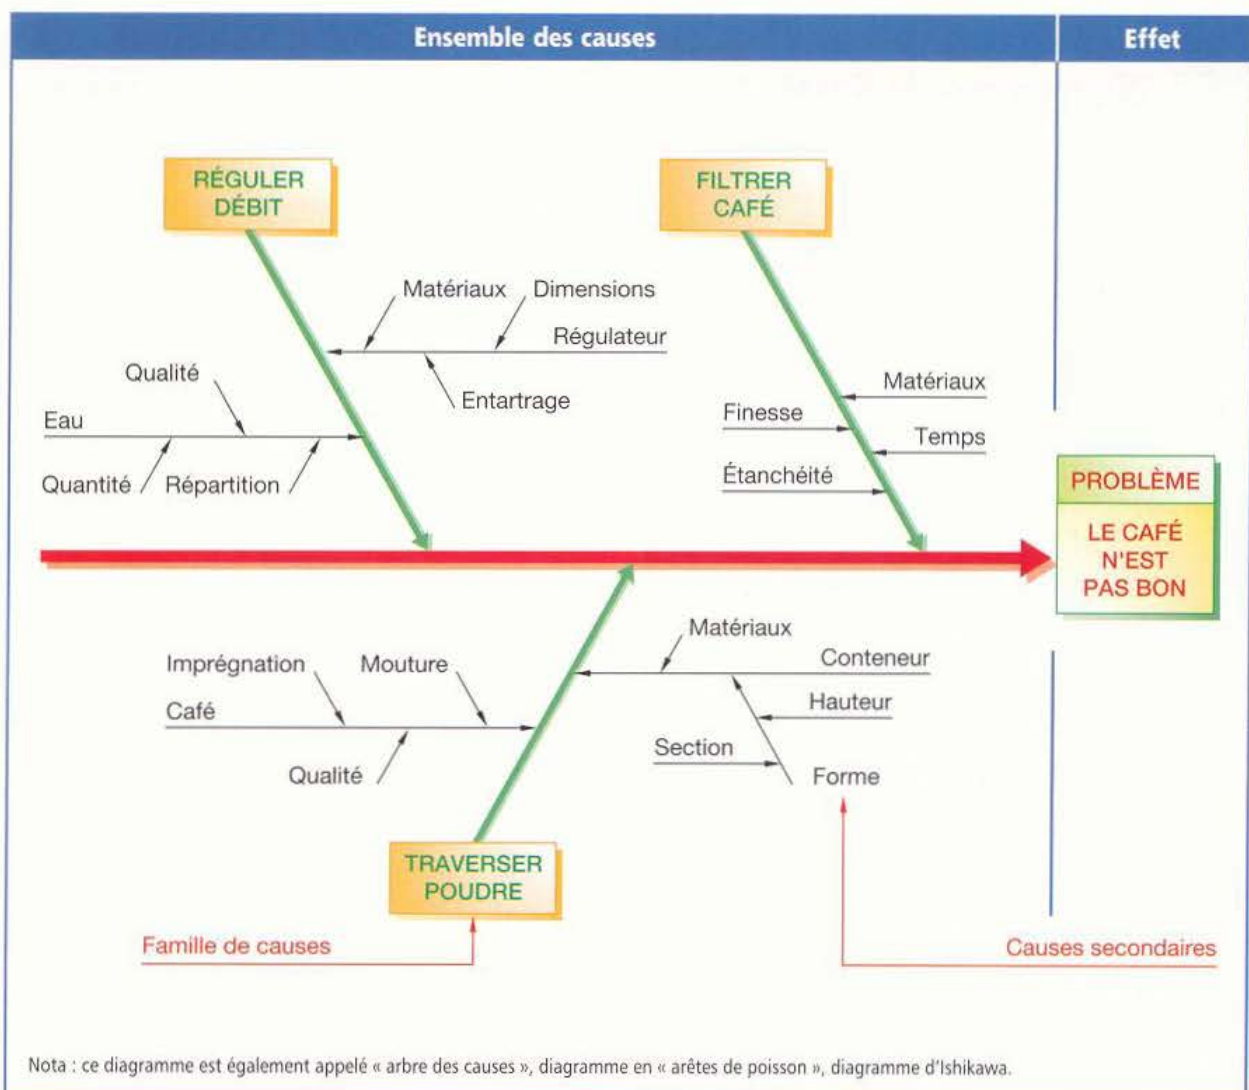 Ensemble des causes
Effet
RÉGULER
DÉBIT
FILTRER
CAFÉ
Matériaux
Dimensions
Régulateur
Entartrage
Qualité
Eau
Quantité
Répartition
Matériaux
Finesse
Temps
Étanchéité
PROBLÈME
LE CAFÉ
N'EST
PAS BON
Matériaux
Imprégnation
Mouture
Conteneur
Café
Hauteur
Section
Qualité
Forme
TRAVERSER
POUDRE
Famille de causes
Causes secondaires
Nota : ce diagramme est également appelé « arbre des causes », diagramme en « arêtes de poisson », diagramme d'Ishikawa.